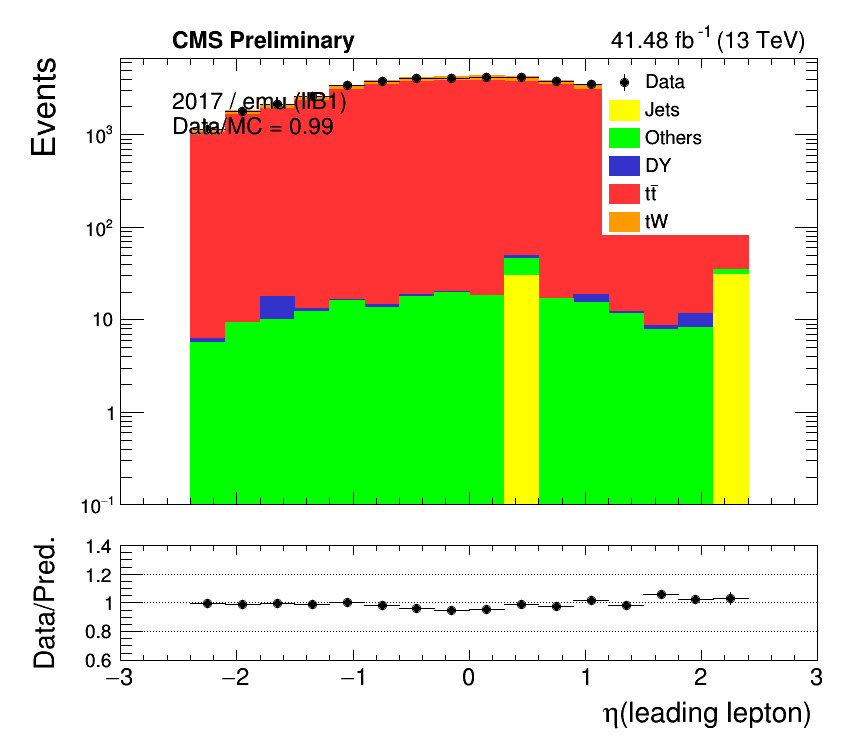 CMS Preliminary
41.48 fb⁻¹ (13 TeV)
Events
2017 / emu (llB1)
Data/MC = 0.99
Data
Jets
Others
DY
tt̄
tW
10³
10²
10
1
10⁻¹
Data/Pred.
1.4
1.2
1
0.8
0.6
−3 −2 −1 0 1 2 3
η(leading lepton)